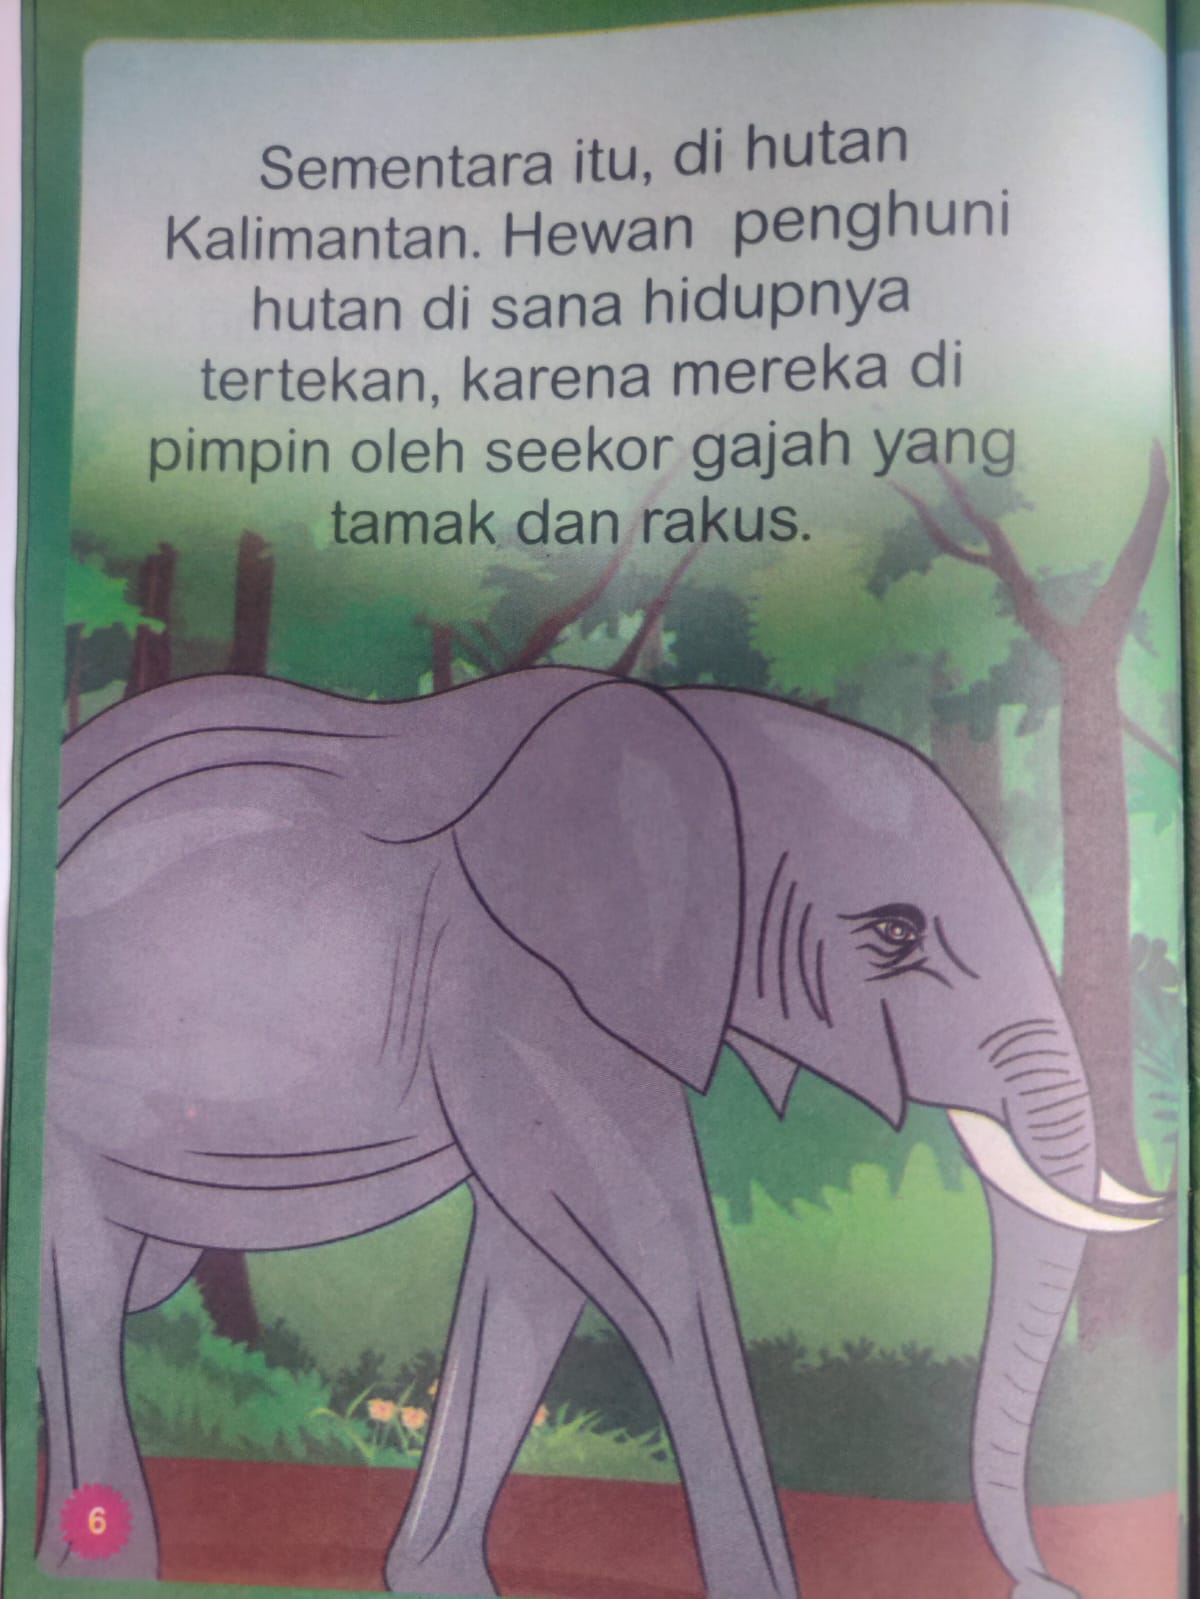 Sementara itu, di hutan
Kalimantan. Hewan penghuni
hutan di sana hidupnya
tertekan, karena mereka di
pimpin oleh seekor gajah yang
tamak dan rakus.
6